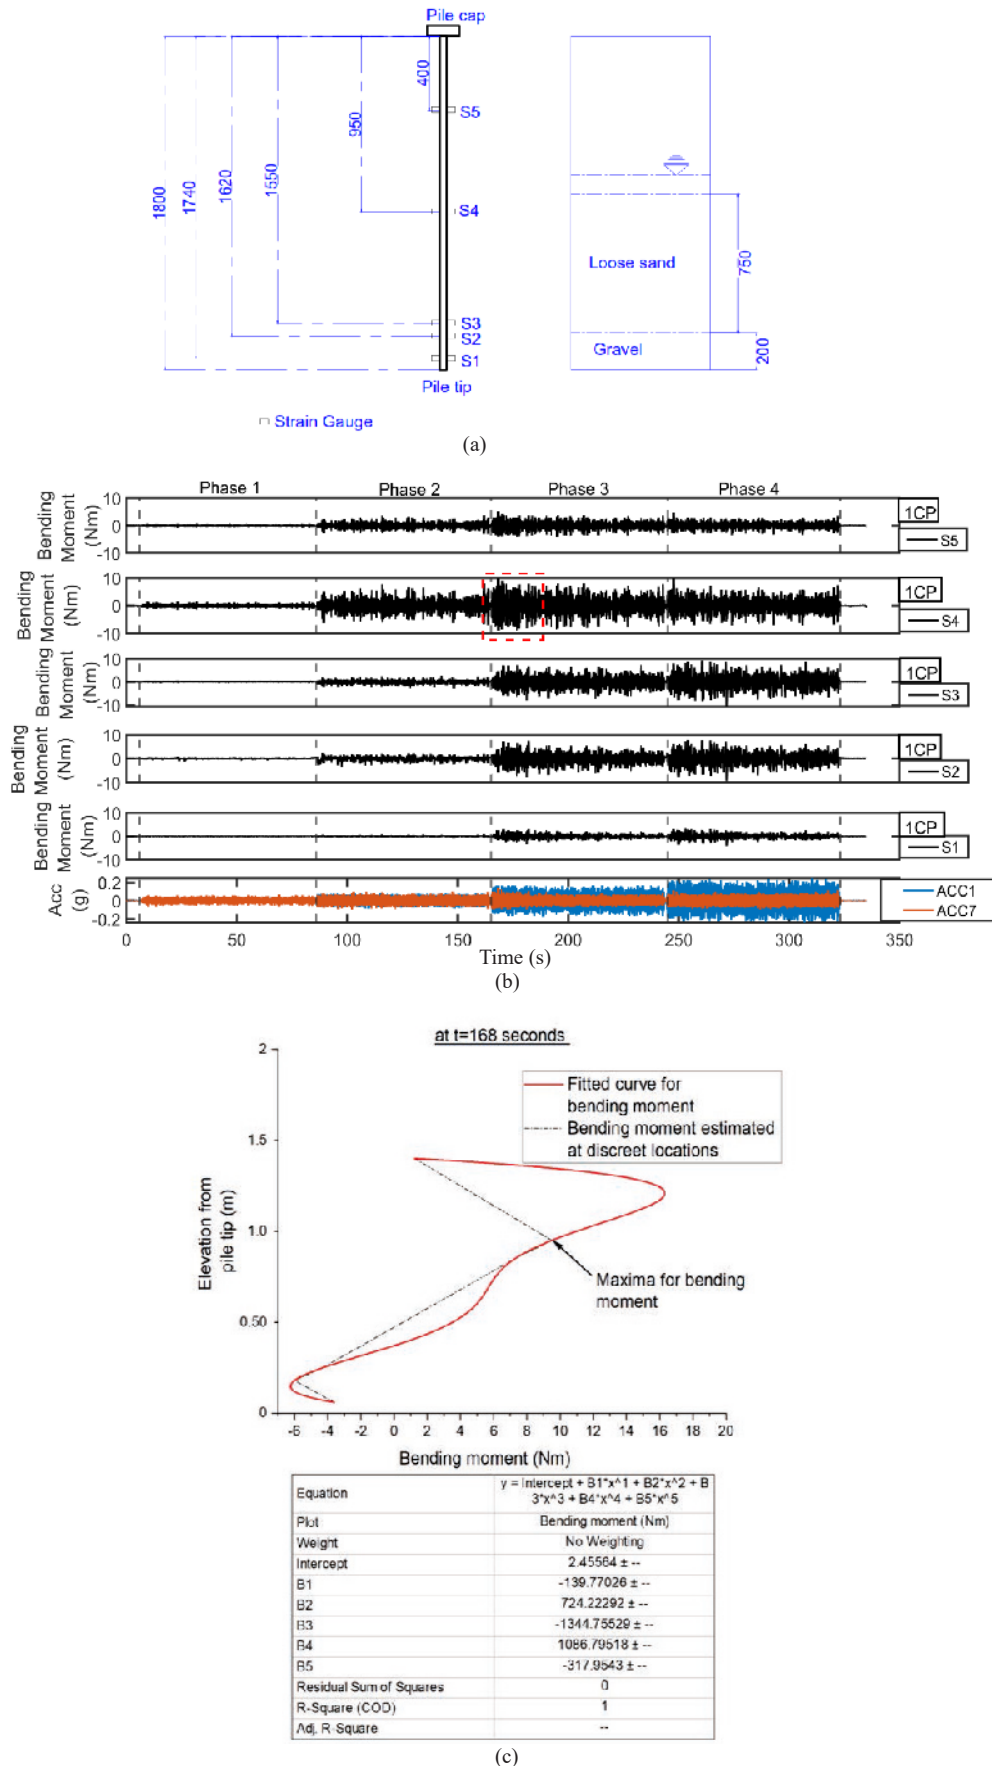 Pile cap
400
S5
950
1550
1620
1740
1800
S4
S3
S2
S1
Pile tip
Strain Gauge
Loose sand
750
Gravel
200
(a)
Phase 1 Phase 2 Phase 3 Phase 4
Bending Moment (Nm)
10
0
-10
1CP
S5
Bending Moment (Nm)
10
0
-10
1CP
S4
Bending Moment (Nm)
10
0
-10
1CP
S3
Bending Moment (Nm)
10
0
-10
1CP
S2
Bending Moment (Nm)
10
0
-10
1CP
S1
Acc (g)
0.2
0
-0.2
ACC1
ACC7
0 50 100 150 200 250 300 350
Time (s)
(b)
at t=168 seconds
2
1.5
1.0
0.50
0
Elevation from
pile tip (m)
Fitted curve for
bending moment
Bending moment estimated
at discreet locations
Maxima for bending
moment
-6 -4 -2 0 2 4 6 8 10 12 14 16 18 20
Bending moment (Nm)
Equation y = Intercept + B1*x^1 + B2*x^2 + B
3*x^3 + B4*x^4 + B5*x^5
Plot Bending moment (Nm)
Weight No Weighting
Intercept 2.45564 ± --
B1 -139.77026 ± --
B2 724.22292 ± --
B3 -1344.75529 ± --
B4 1086.79518 ± --
B5 -317.9543 ± --
Residual Sum of Squares 0
R-Square (COD) 1
Adj. R-Square --
(c)